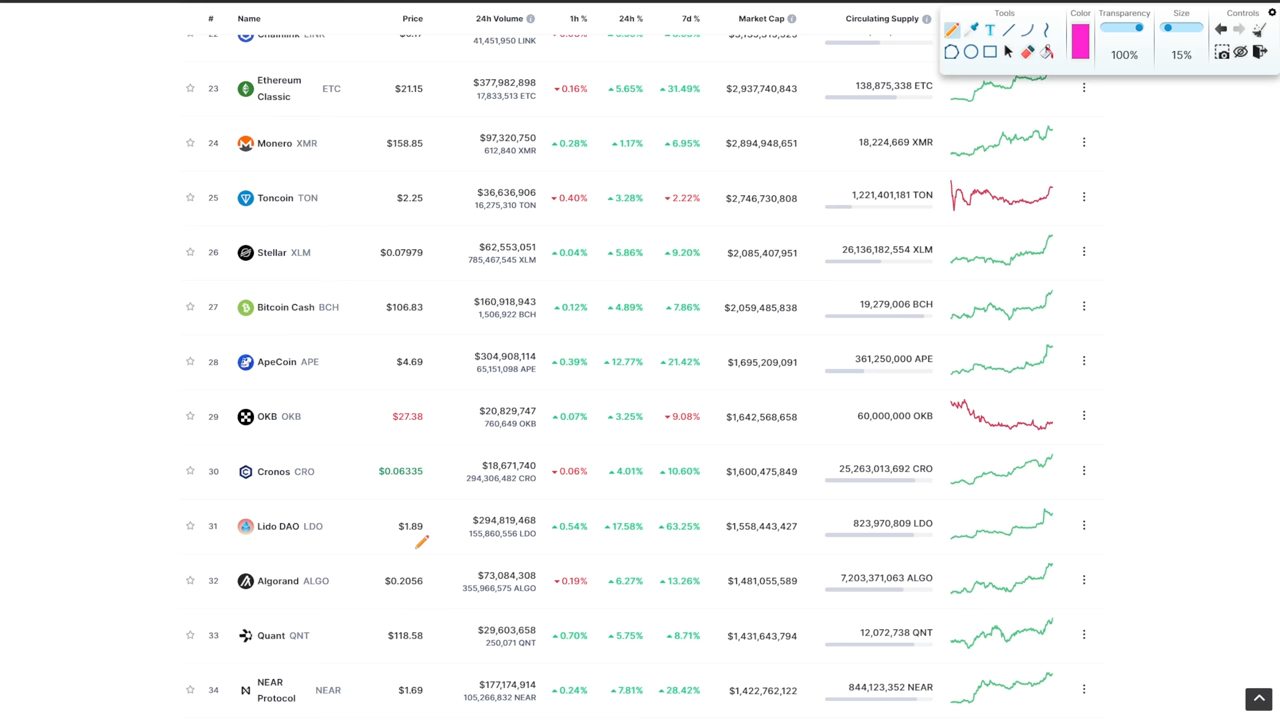 # Name Price 24h Volume 1h % 24h % 7d % Market Cap Circulating Supply
Tools Color Transparency Size Controls
100% 15%
41,451,950 LINK
23 Ethereum Classic ETC $21.15 $377,982,898 0.16% 5.65% 31.49% $2,937,740,843 138,875,338 ETC
17,833,513 ETC
24 Monero XMR $158.85 $97,320,750 0.28% 1.17% 6.95% $2,894,948,651 18,224,669 XMR
612,840 XMR
25 Toncoin TON $2.25 $36,636,906 0.40% 3.28% 2.22% $2,746,730,808 1,221,401,181 TON
16,275,310 TON
26 Stellar XLM $0.07979 $62,553,051 0.04% 5.86% 9.20% $2,085,407,951 26,136,182,554 XLM
785,467,545 XLM
27 Bitcoin Cash BCH $106.83 $160,918,943 0.12% 4.89% 7.86% $2,059,485,838 19,279,006 BCH
1,506,922 BCH
28 ApeCoin APE $4.69 $304,908,114 0.39% 12.77% 21.42% $1,695,209,091 361,250,000 APE
65,151,098 APE
29 OKB OKB $27.38 $20,829,747 0.07% 3.25% 9.08% $1,642,568,658 60,000,000 OKB
760,649 OKB
30 Cronos CRO $0.06335 $18,671,740 0.06% 4.01% 10.60% $1,600,475,849 25,263,013,692 CRO
294,306,482 CRO
31 Lido DAO LDO $1.89 $294,819,468 0.54% 17.58% 63.25% $1,558,443,427 823,970,809 LDO
155,860,556 LDO
32 Algorand ALGO $0.2056 $73,084,308 0.19% 6.27% 13.26% $1,481,055,589 7,203,371,063 ALGO
355,966,575 ALGO
33 Quant QNT $118.58 $29,603,658 0.70% 5.75% 8.71% $1,431,643,794 12,072,738 QNT
250,071 QNT
34 NEAR Protocol NEAR $1.69 $177,174,914 0.24% 7.81% 28.42% $1,422,762,122 844,123,352 NEAR
105,266,832 NEAR